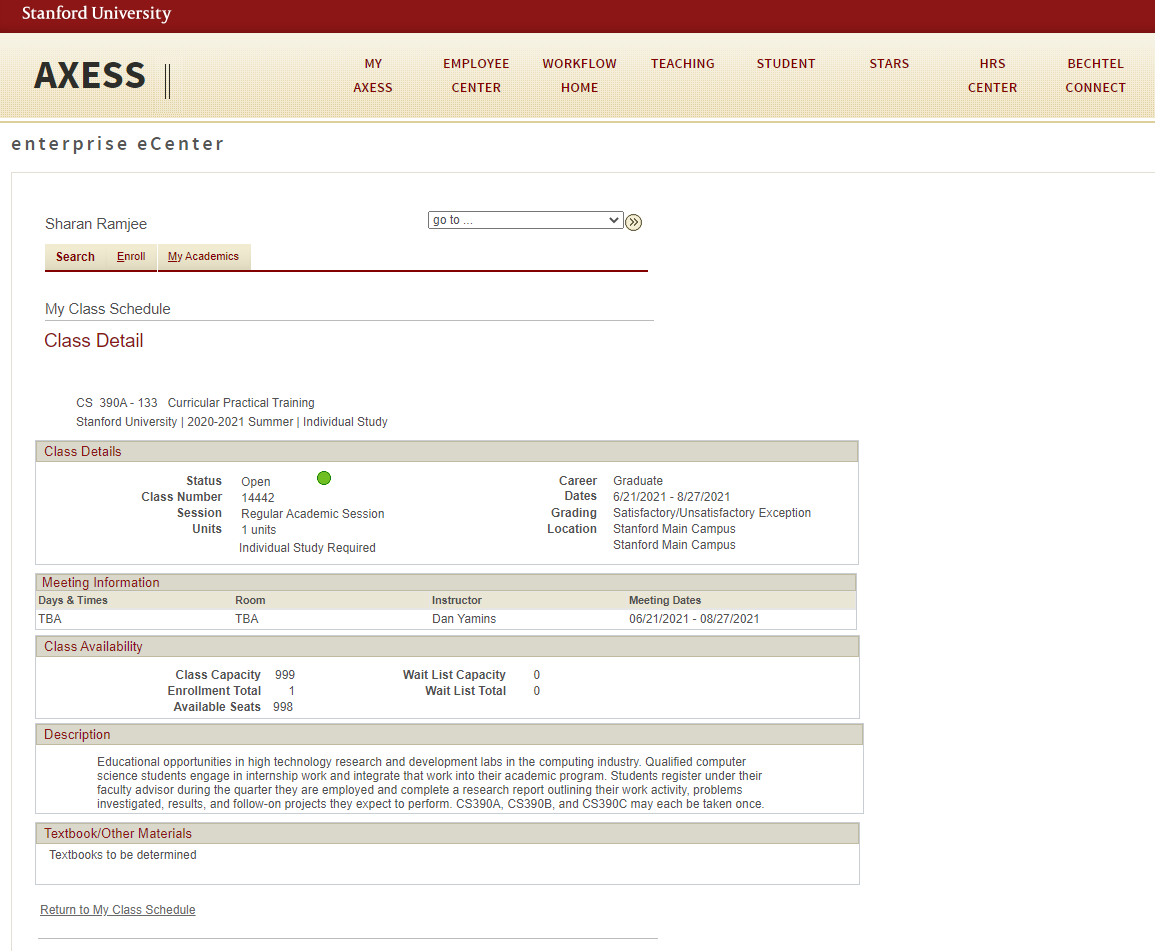 Stanford University
AXESS
MY AXESS
EMPLOYEE CENTER
WORKFLOW HOME
TEACHING
STUDENT
STARS
HRS CENTER
BECHTEL CONNECT
enterprise eCenter
Sharan Ramjee
go to ...
Search Enroll My Academics
My Class Schedule
Class Detail
CS 390A - 133 Curricular Practical Training
Stanford University | 2020-2021 Summer | Individual Study
Class Details
Status Open
Class Number 14442
Session Regular Academic Session
Units 1 units
Individual Study Required
Career Graduate
Dates 6/21/2021 - 8/27/2021
Grading Satisfactory/Unsatisfactory Exception
Location Stanford Main Campus
Stanford Main Campus
Meeting Information
Days & Times Room Instructor Meeting Dates
TBA TBA Dan Yamins 06/21/2021 - 08/27/2021
Class Availability
Class Capacity 999 Wait List Capacity 0
Enrollment Total 1 Wait List Total 0
Available Seats 998
Description
Educational opportunities in high technology research and development labs in the computing industry. Qualified computer
science students engage in internship work and integrate that work into their academic program. Students register under their
faculty advisor during the quarter they are employed and complete a research report outlining their work activity, problems
investigated, results, and follow-on projects they expect to perform. CS390A, CS390B, and CS390C may each be taken once.
Textbook/Other Materials
Textbooks to be determined
Return to My Class Schedule